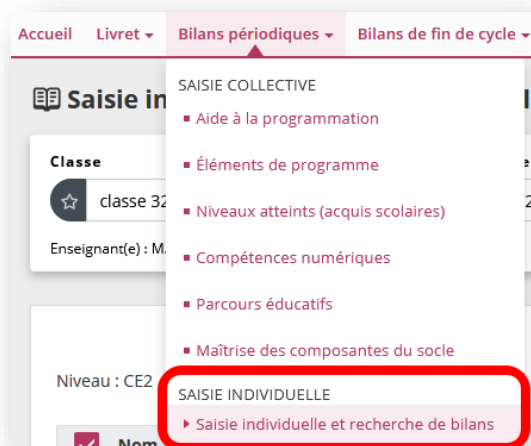 Accueil Livret Bilans périodiques Bilans de fin de cycle
Saisie in
SAISIE COLLECTIVE
Aide à la programmation
Classe
Éléments de programme
classe 32
Niveaux atteints (acquis scolaires)
Enseignant(e) : M.
Compétences numériques
Parcours éducatifs
Maîtrise des composantes du socle
Niveau : CE2
SAISIE INDIVIDUELLE
Saisie individuelle et recherche de bilans
Nom